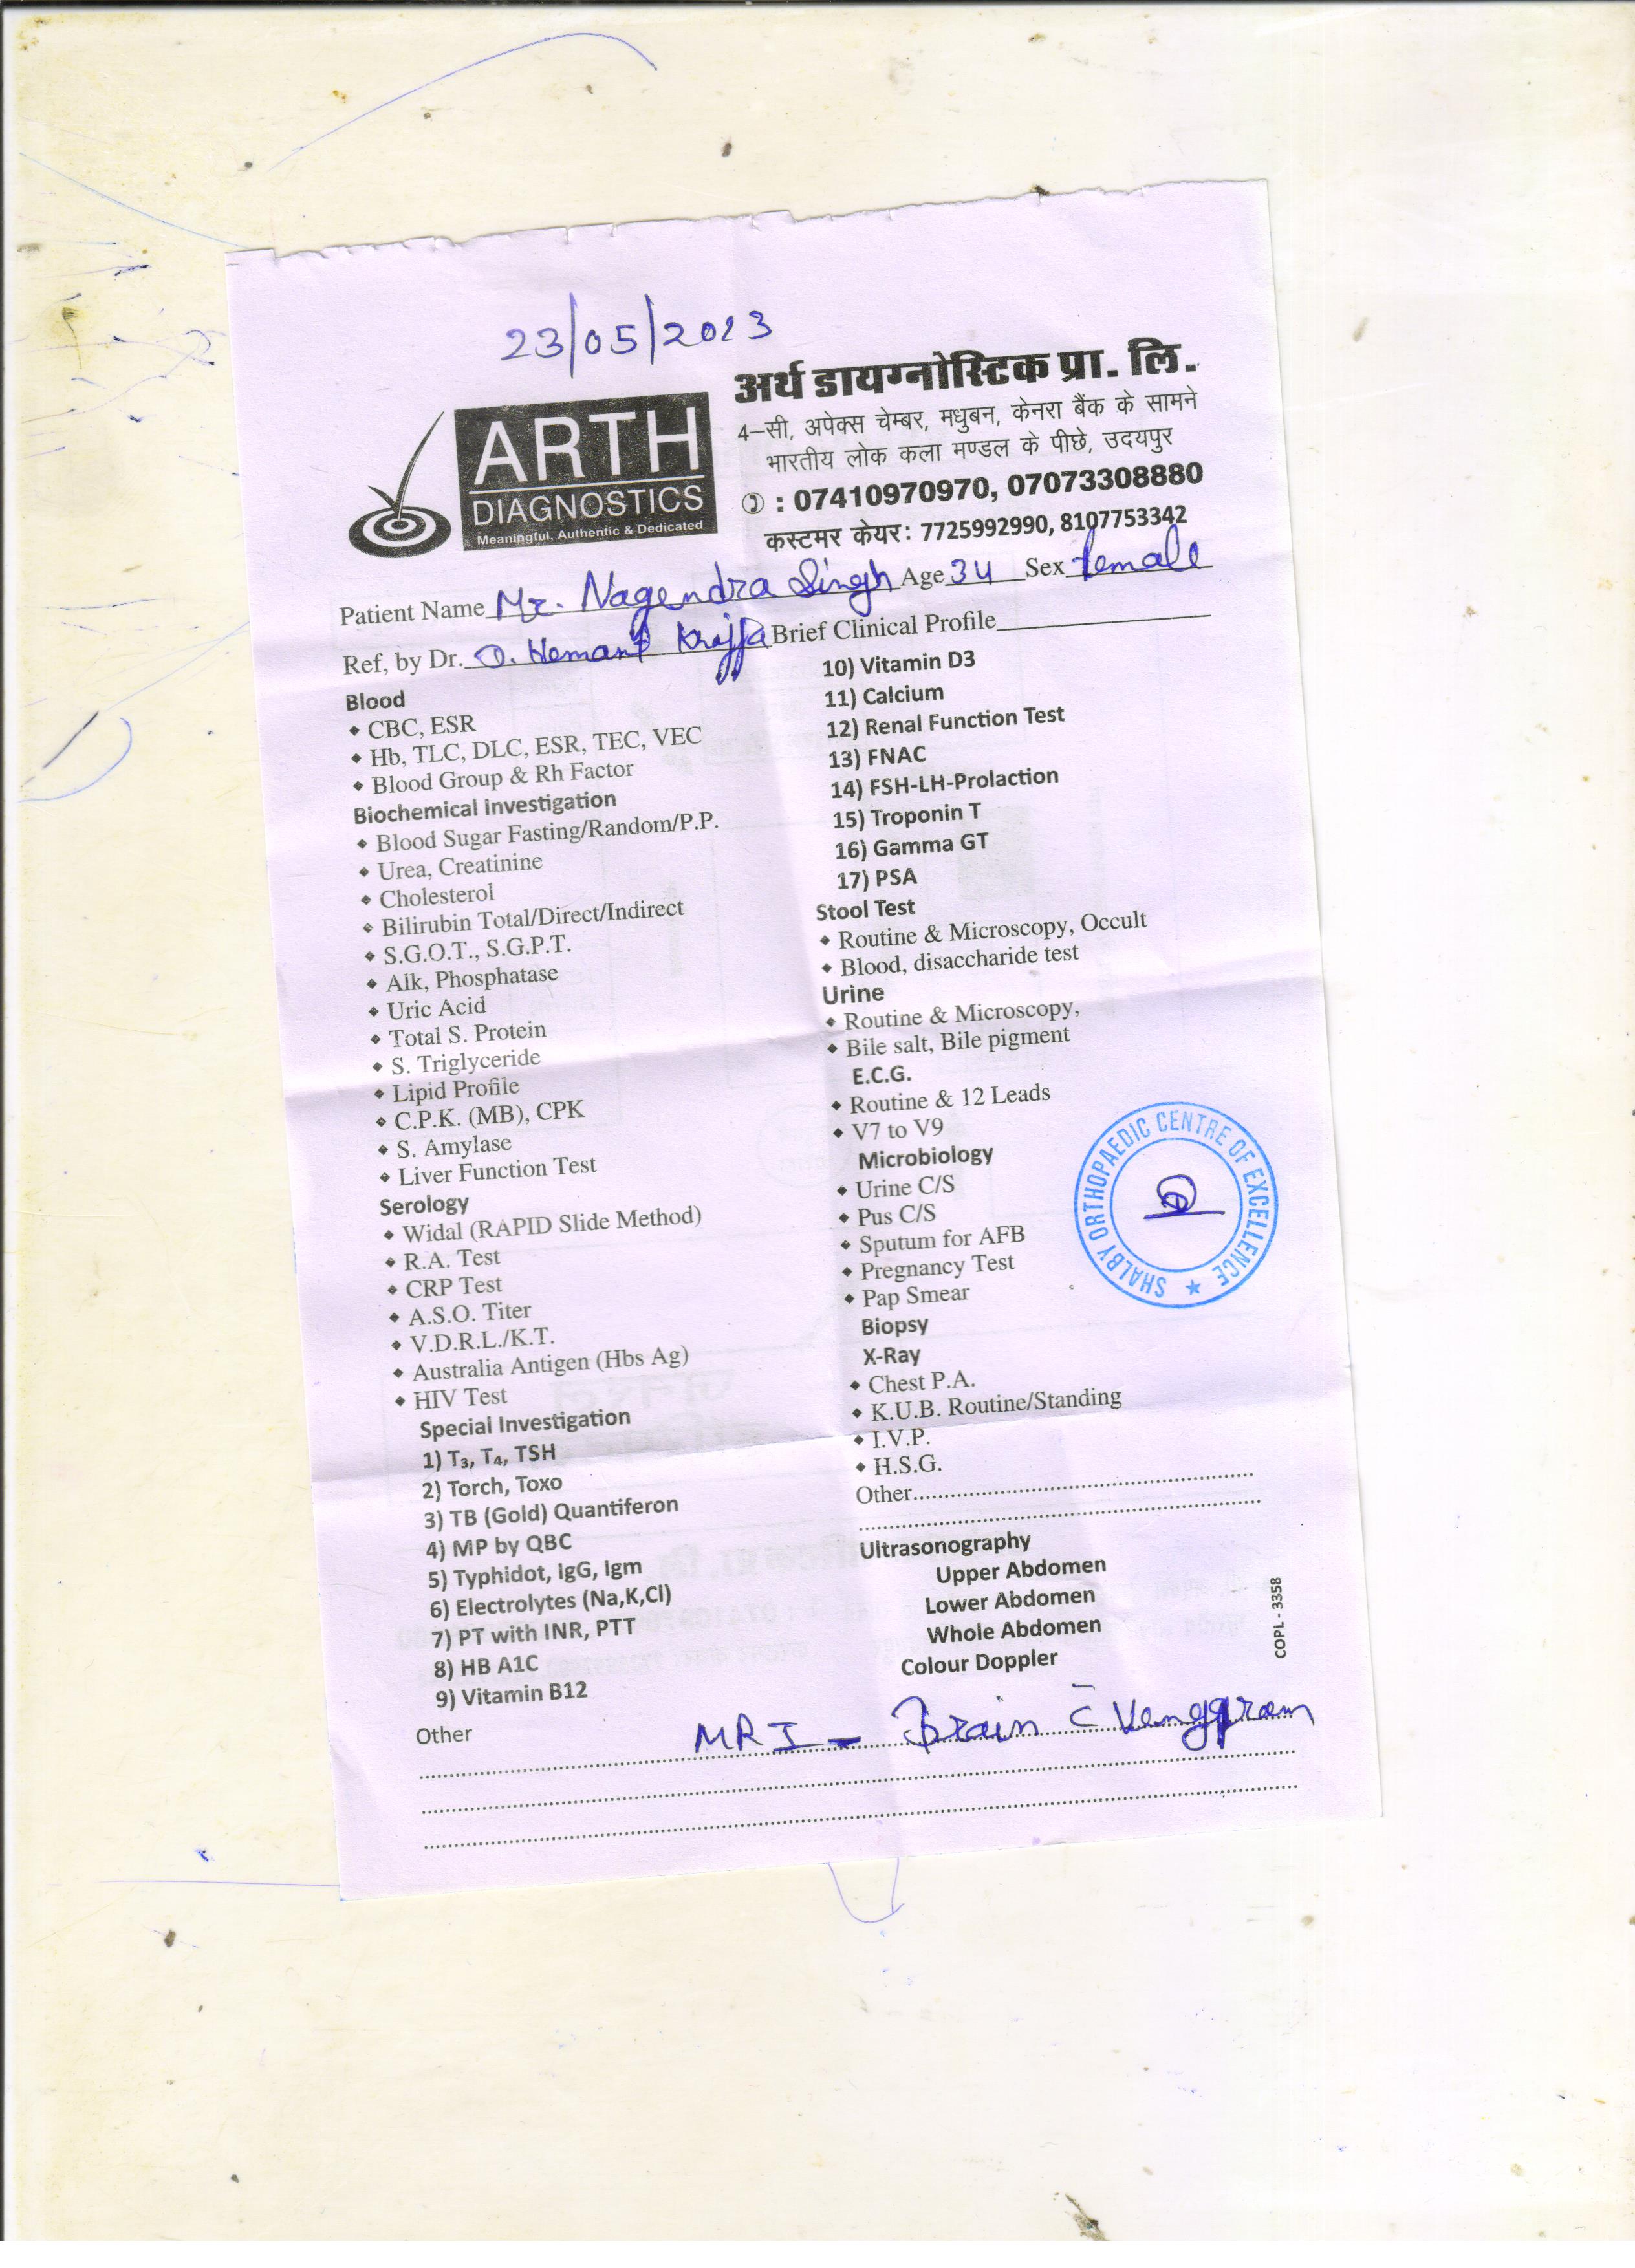 23/05/2023
अर्थ डायग्नोस्टिक प्रा. लि.
4–सी, अपेक्स चेम्बर, मधुबन, केनरा बैंक के सामने
भारतीय लोक कला मण्डल के पीछे, उदयपुर
: 07410970970, 07073308880
कस्टमर केयर: 7725992990, 8107753342
ARTH
DIAGNOSTICS
Meaningful, Authentic & Dedicated
Patient Name Mr. Nagendra Singh Age 34 Sex female
Ref, by Dr. D. Hemant Brief Clinical Profile
Blood
CBC, ESR
Hb, TLC, DLC, ESR, TEC, VEC
Blood Group & Rh Factor
Biochemical Investigation
Blood Sugar Fasting/Random/P.P.
Urea, Creatinine
Cholesterol
Bilirubin Total/Direct/Indirect
S.G.O.T., S.G.P.T.
Alk, Phosphatase
Uric Acid
Total S. Protein
S. Triglyceride
Lipid Profile
C.P.K. (MB), CPK
S. Amylase
Liver Function Test
Serology
Widal (RAPID Slide Method)
R.A. Test
CRP Test
A.S.O. Titer
V.D.R.L./K.T.
Australia Antigen (Hbs Ag)
HIV Test
Special Investigation
1) T₃, T₄, TSH
2) Torch, Toxo
3) TB (Gold) Quantiferon
4) MP by QBC
5) Typhidot, IgG, Igm
6) Electrolytes (Na,K,Cl)
7) PT with INR, PTT
8) HB A1C
9) Vitamin B12
10) Vitamin D3
11) Calcium
12) Renal Function Test
13) FNAC
14) FSH-LH-Prolaction
15) Troponin T
16) Gamma GT
17) PSA
Stool Test
Routine & Microscopy, Occult
Blood, disaccharide test
Urine
Routine & Microscopy,
Bile salt, Bile pigment
E.C.G.
Routine & 12 Leads
V7 to V9
Microbiology
Urine C/S
Pus C/S
Sputum for AFB
Pregnancy Test
Pap Smear
Biopsy
X-Ray
Chest P.A.
K.U.B. Routine/Standing
I.V.P.
H.S.G.
Other
Ultrasonography
Upper Abdomen
Lower Abdomen
Whole Abdomen
Colour Doppler
SHALBY ORTHOPAEDIC CENTRE OF EXCELLENCE
COPL - 3358
Other MRI - Brain c̄